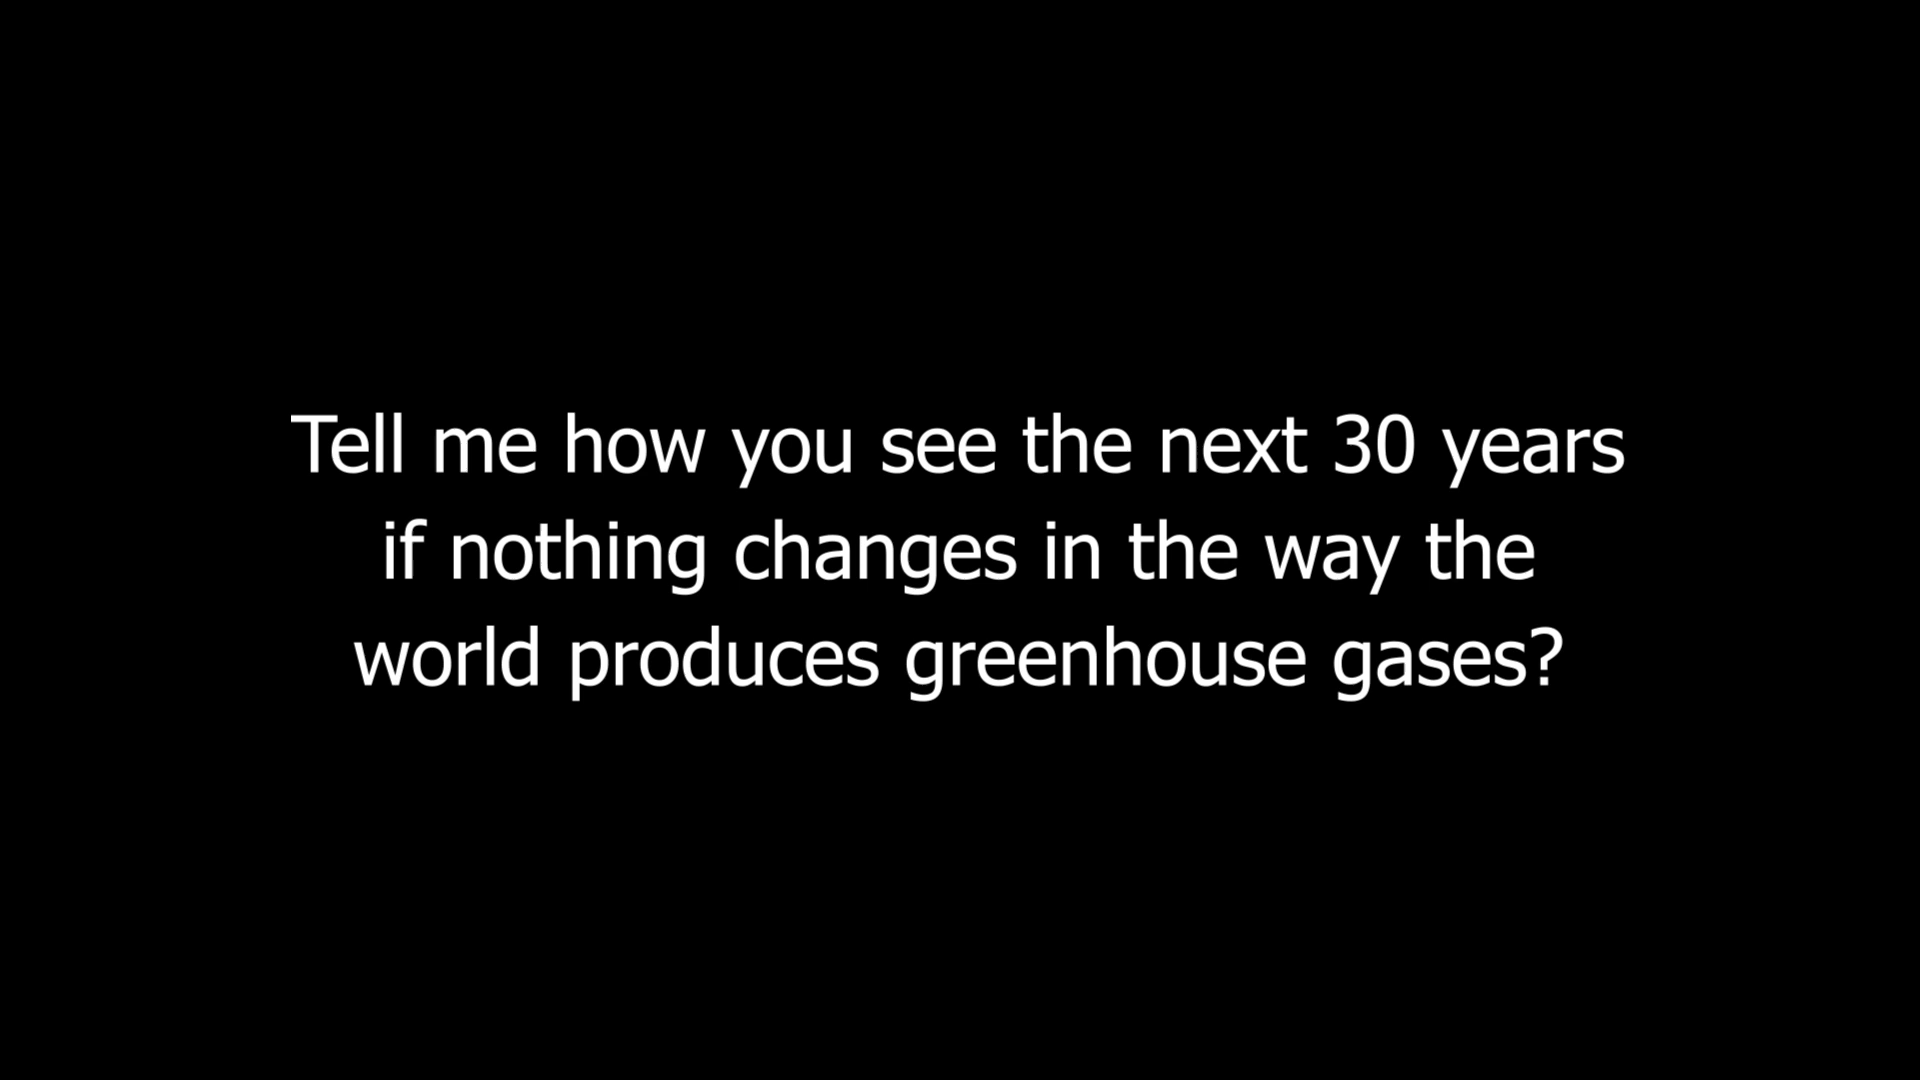 Tell me how you see the next 30 years
if nothing changes in the way the
world produces greenhouse gases?